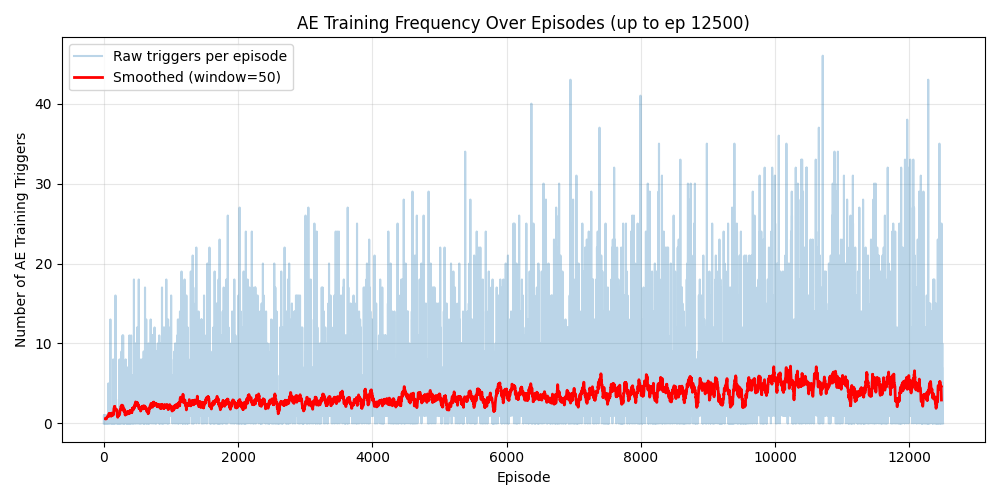 AE Training Frequency Over Episodes (up to ep 12500)
Raw triggers per episode
Smoothed (window=50)
Number of AE Training Triggers
40
30
20
10
0
0 2000 4000 6000 8000 10000 12000
Episode